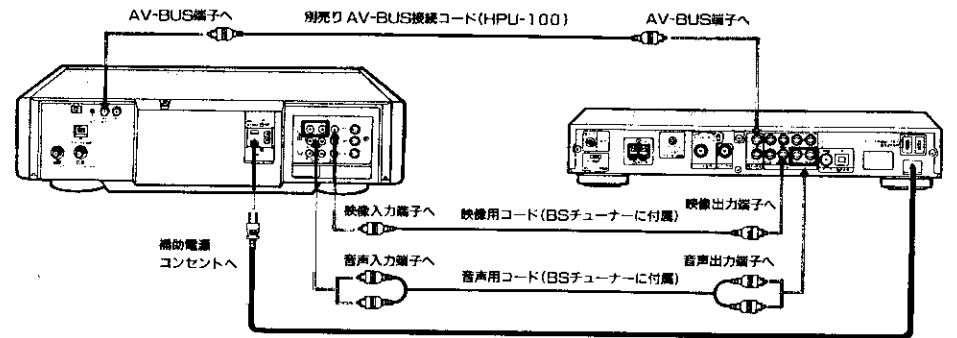 AV-BUS端子へ
別売り AV-BUS接続コード(HPU-100)
AV-BUS端子へ
映像入力端子へ
映像用コード(BSチューナーに付属)
映像出力端子へ
補助電源
コンセントへ
音声入力端子へ
音声用コード(BSチューナーに付属)
音声出力端子へ